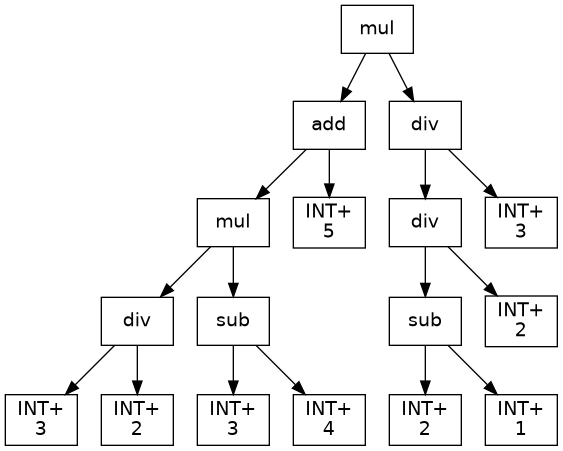 mul
add
div
mul
INT+
5
div
INT+
3
div
sub
sub
INT+
2
INT+
3
INT+
2
INT+
3
INT+
4
INT+
2
INT+
1